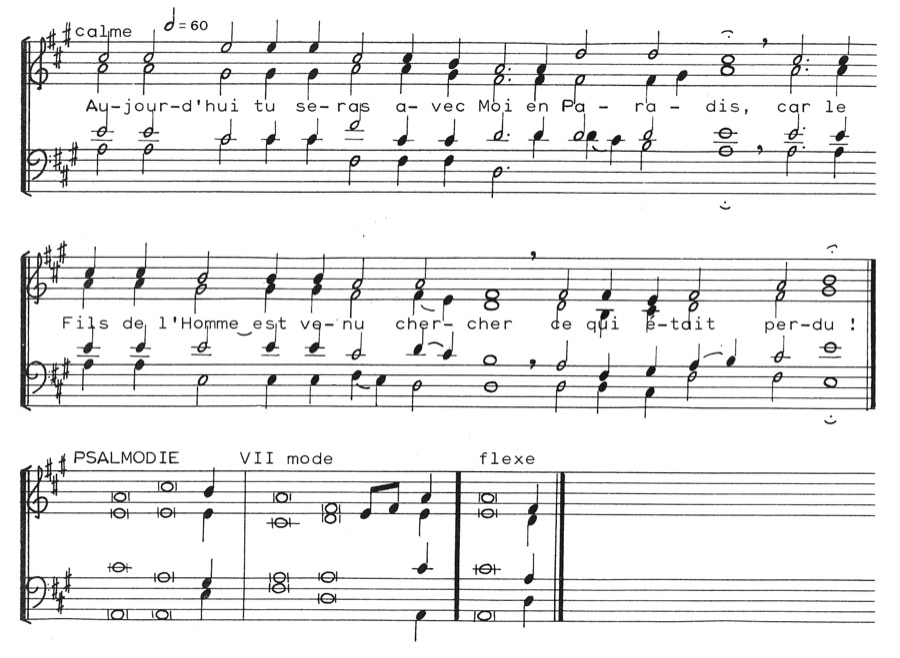 calme 𝅗𝅥=60
Au-jour-d'hui tu se-ras a-vec Moi en Pa-ra-dis, car le
Fils de l'Homme est ve-nu cher-cher ce qui é-tait per-du !
PSALMODIE VII mode flexe